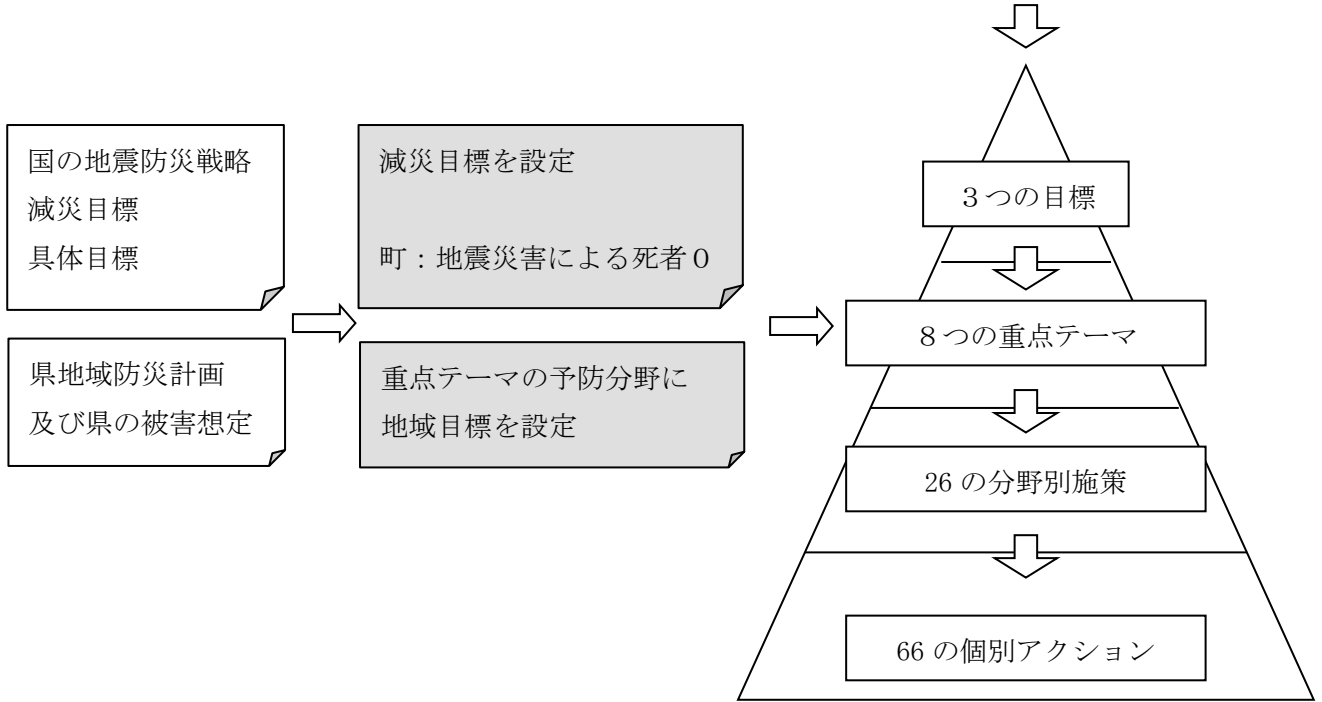 国の地震防災戦略
減災目標
具体目標
県地域防災計画
及び県の被害想定
減災目標を設定
町：地震災害による死者０
重点テーマの予防分野に
地域目標を設定
３つの目標
８つの重点テーマ
26 の分野別施策
66 の個別アクション